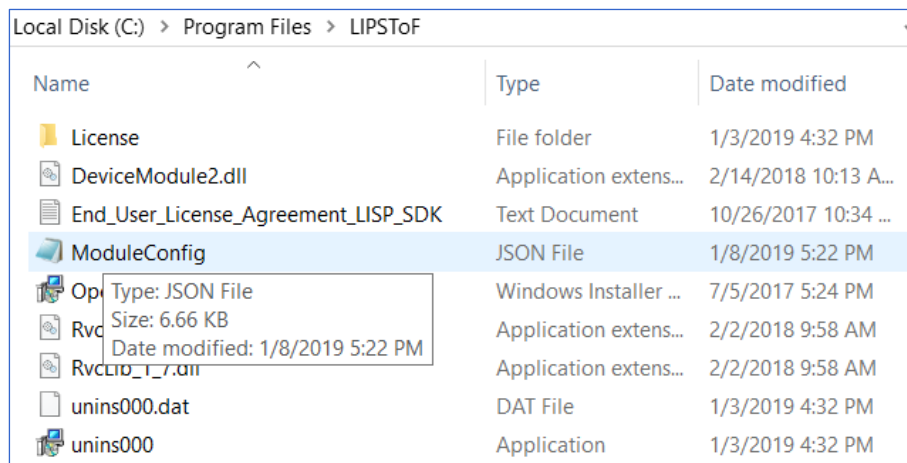 Local Disk (C:) > Program Files > LIPSToF
Name Type Date modified
License File folder 1/3/2019 4:32 PM
DeviceModule2.dll Application extens... 2/14/2018 10:13 A...
End_User_License_Agreement_LISP_SDK Text Document 10/26/2017 10:34 ...
ModuleConfig JSON File 1/8/2019 5:22 PM
Ope Windows Installer ... 7/5/2017 5:24 PM
Type: JSON File
Size: 6.66 KB
Date modified: 1/8/2019 5:22 PM
Rvc Application extens... 2/2/2018 9:58 AM
RvcLib_1_7.dll Application extens... 2/2/2018 9:58 AM
unins000.dat DAT File 1/3/2019 4:32 PM
unins000 Application 1/3/2019 4:32 PM